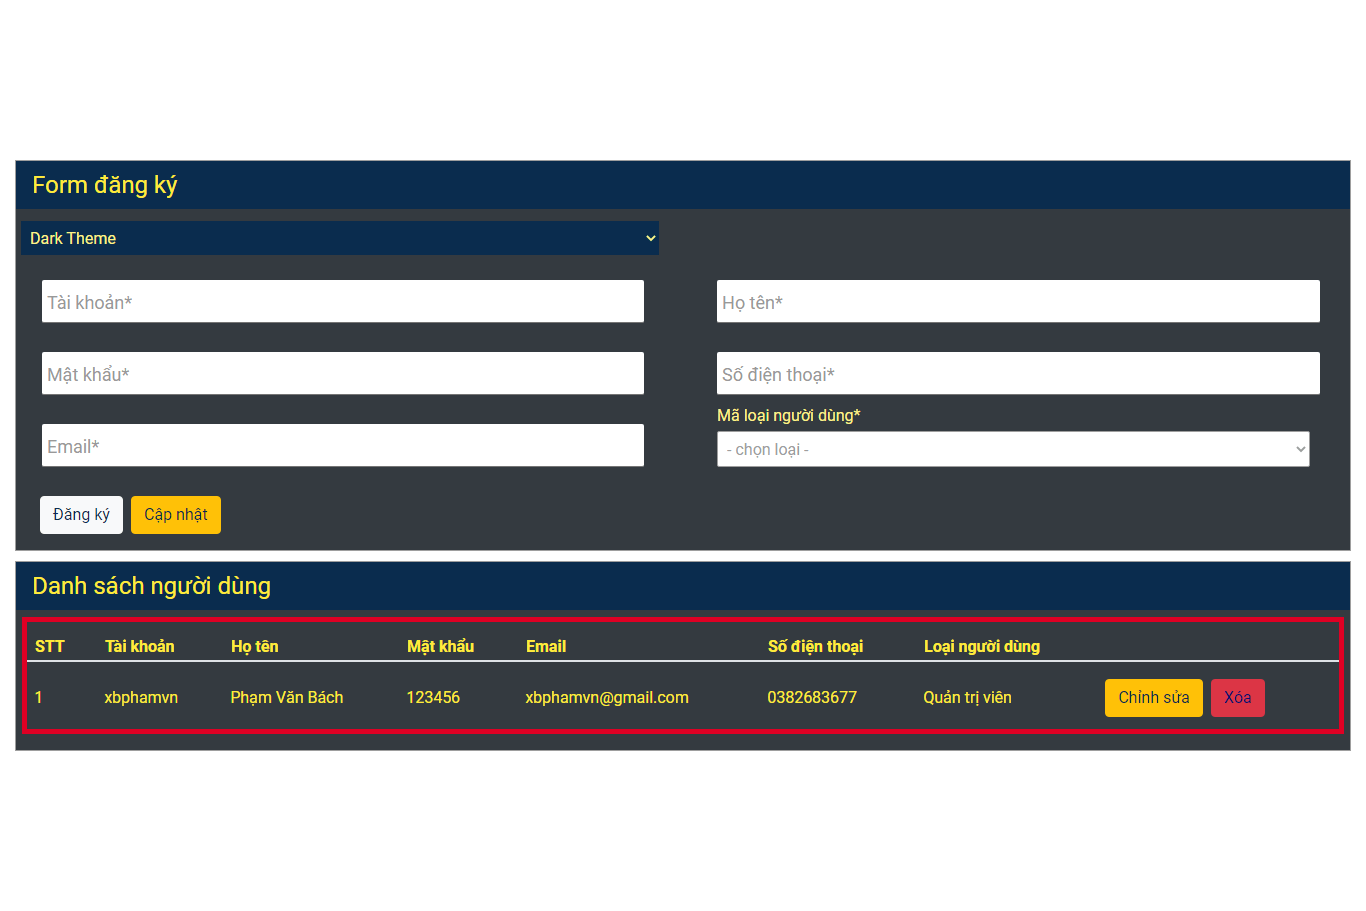 Form đăng ký
Dark Theme
Tài khoản* Họ tên*
Mật khẩu* Số điện thoại*
Mã loại người dùng*
Email* - chọn loại -
Đăng ký Cập nhật
Danh sách người dùng
STT Tài khoản Họ tên Mật khẩu Email Số điện thoại Loại người dùng
1 xbphamvn Phạm Văn Bách 123456 xbphamvn@gmail.com 0382683677 Quản trị viên Chỉnh sửa Xóa